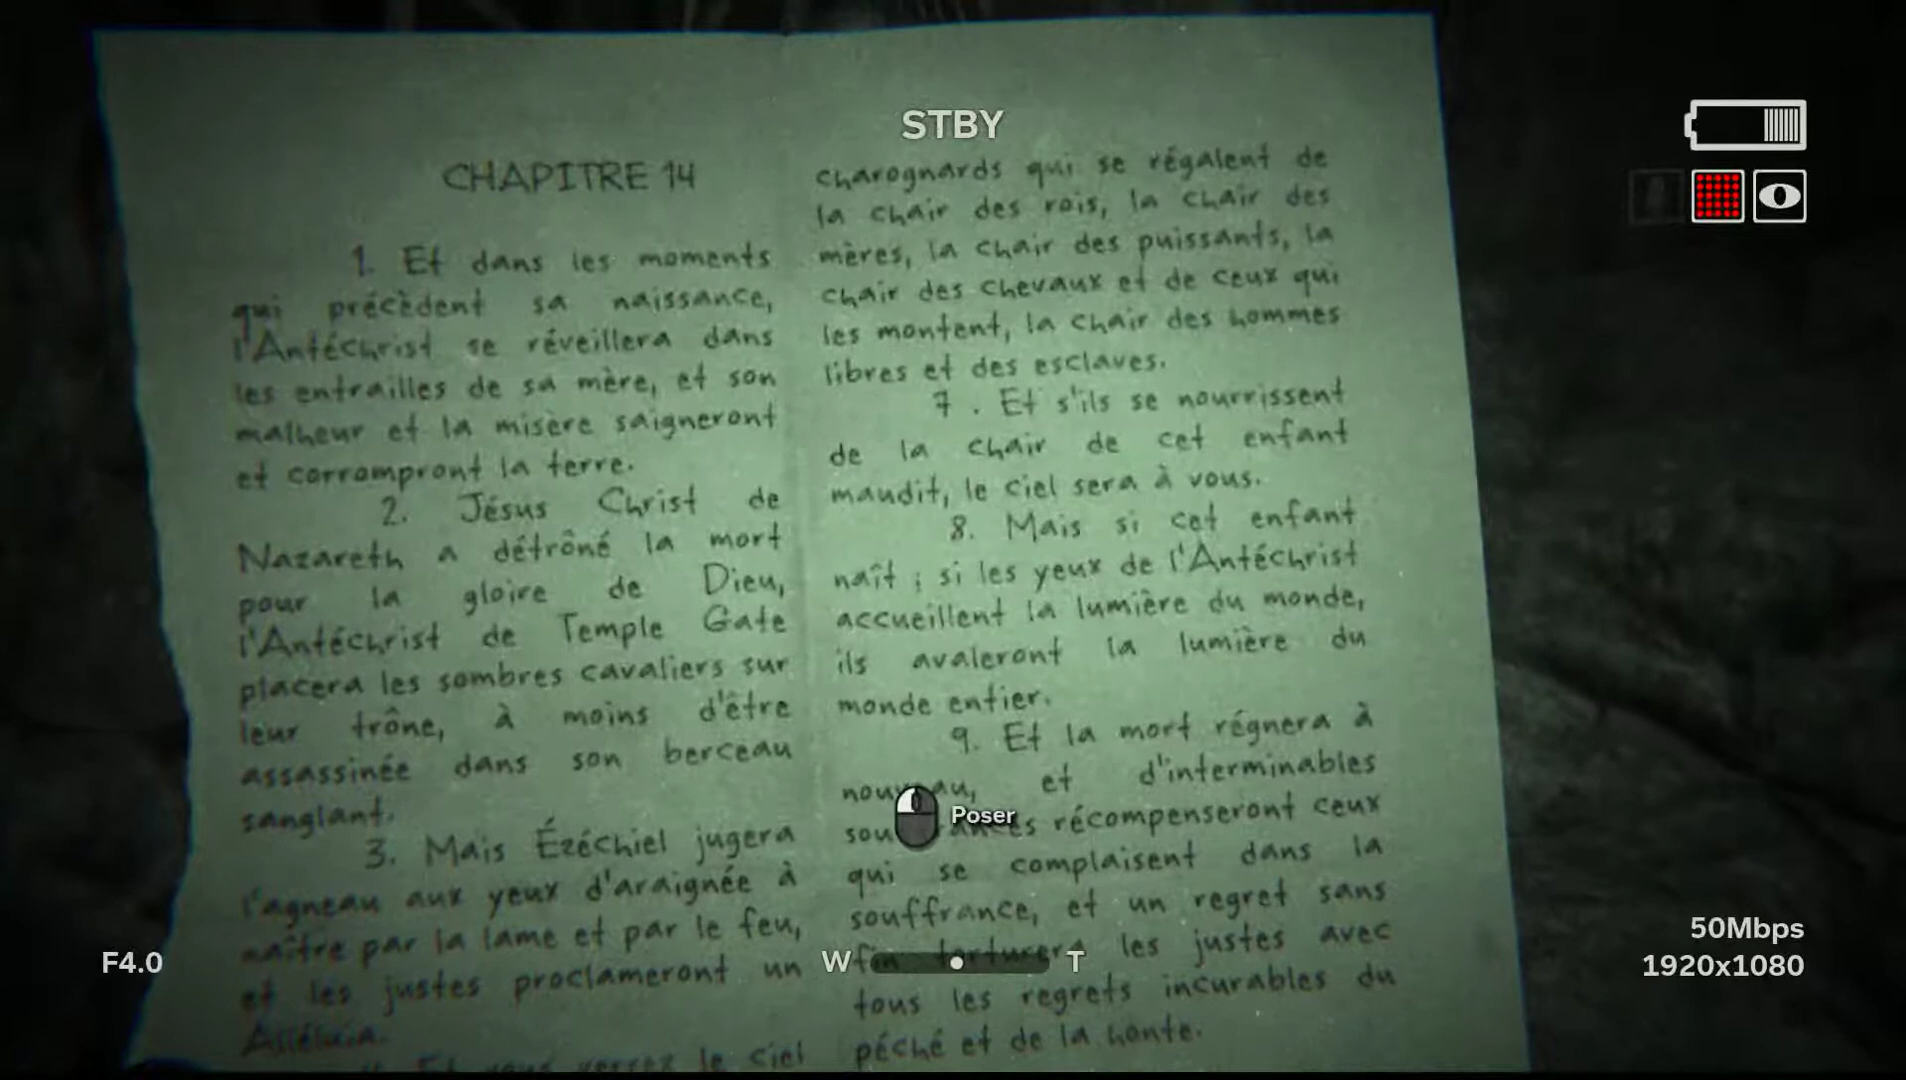 STBY
CHAPITRE 14
1. Et dans les moments
qui précèdent sa naissance,
l'Antéchrist se réveillera dans
les entrailles de sa mère, et son
malheur et la misère saigneront
et corrompront la terre.
2. Jésus Christ de
Nazareth a détrôné la mort
pour la gloire de Dieu,
l'Antéchrist de Temple Gate
placera les sombres cavaliers sur
leur trône, à moins d'être
assassinée dans son berceau
sanglant.
3. Mais Ézéchiel jugera
l'agneau aux yeux d'araignée à
naître par la lame et par le feu,
et les justes proclameront un
Alléluia.
Et vous verrez le ciel
charognards qui se régalent de
la chair des rois, la chair des
mères, la chair des puissants, la
chair des chevaux et de ceux qui
les montent, la chair des hommes
libres et des esclaves.
7 . Et s'ils se nourrissent
de la chair de cet enfant
maudit, le ciel sera à vous.
8. Mais si cet enfant
naît ; si les yeux de l'Antéchrist
accueillent la lumière du monde,
ils avaleront la lumière du
monde entier.
9. Et la mort régnera à
nouveau, et d'interminables
souffrances récompenseront ceux
qui se complaisent dans la
souffrance, et un regret sans
fin torturera les justes avec
tous les regrets incurables du
péché et de la honte.
Poser
F4.0
W T
50Mbps
1920x1080